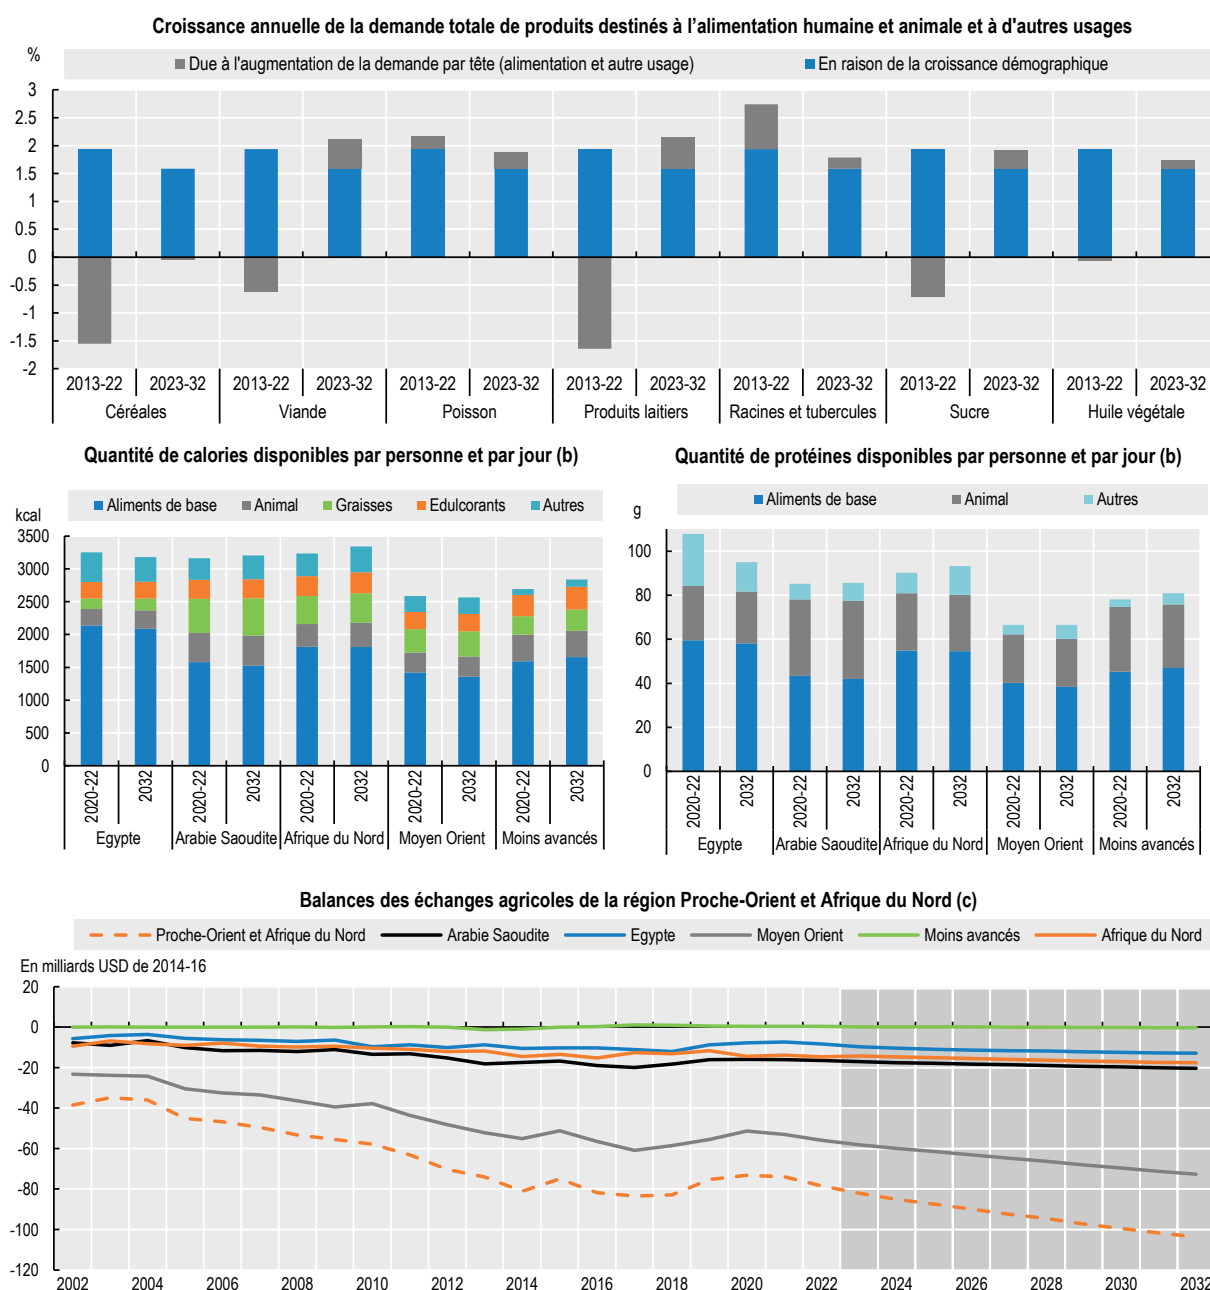 Croissance annuelle de la demande totale de produits destinés à l'alimentation humaine et animale et à d'autres usages
%
Due à l'augmentation de la demande par tête (alimentation et autre usage) En raison de la croissance démographique
3
2.5
2
1.5
1
0.5
0
-0.5
-1
-1.5
-2
2013-22 2023-32 2013-22 2023-32 2013-22 2023-32 2013-22 2023-32 2013-22 2023-32 2013-22 2023-32 2013-22 2023-32
Céréales Viande Poisson Produits laitiers Racines et tubercules Sucre Huile végétale
Quantité de calories disponibles par personne et par jour (b)
Aliments de base Animal Graisses Edulcorants Autres
kcal
3500
3000
2500
2000
1500
1000
500
0
2020-22 2032 2020-22 2032 2020-22 2032 2020-22 2032 2020-22 2032
Egypte Arabie Saoudite Afrique du Nord Moyen Orient Moins avancés
Quantité de protéines disponibles par personne et par jour (b)
Aliments de base Animal Autres
g
100
80
60
40
20
0
2020-22 2032 2020-22 2032 2020-22 2032 2020-22 2032 2020-22 2032
Egypte Arabie Saoudite Afrique du Nord Moyen Orient Moins avancés
Balances des échanges agricoles de la région Proche-Orient et Afrique du Nord (c)
Proche-Orient et Afrique du Nord Arabie Saoudite Egypte Moyen Orient Moins avancés Afrique du Nord
En milliards USD de 2014-16
20
0
-20
-40
-60
-80
-100
-120
2002 2004 2006 2008 2010 2012 2014 2016 2018 2020 2022 2024 2026 2028 2030 2032